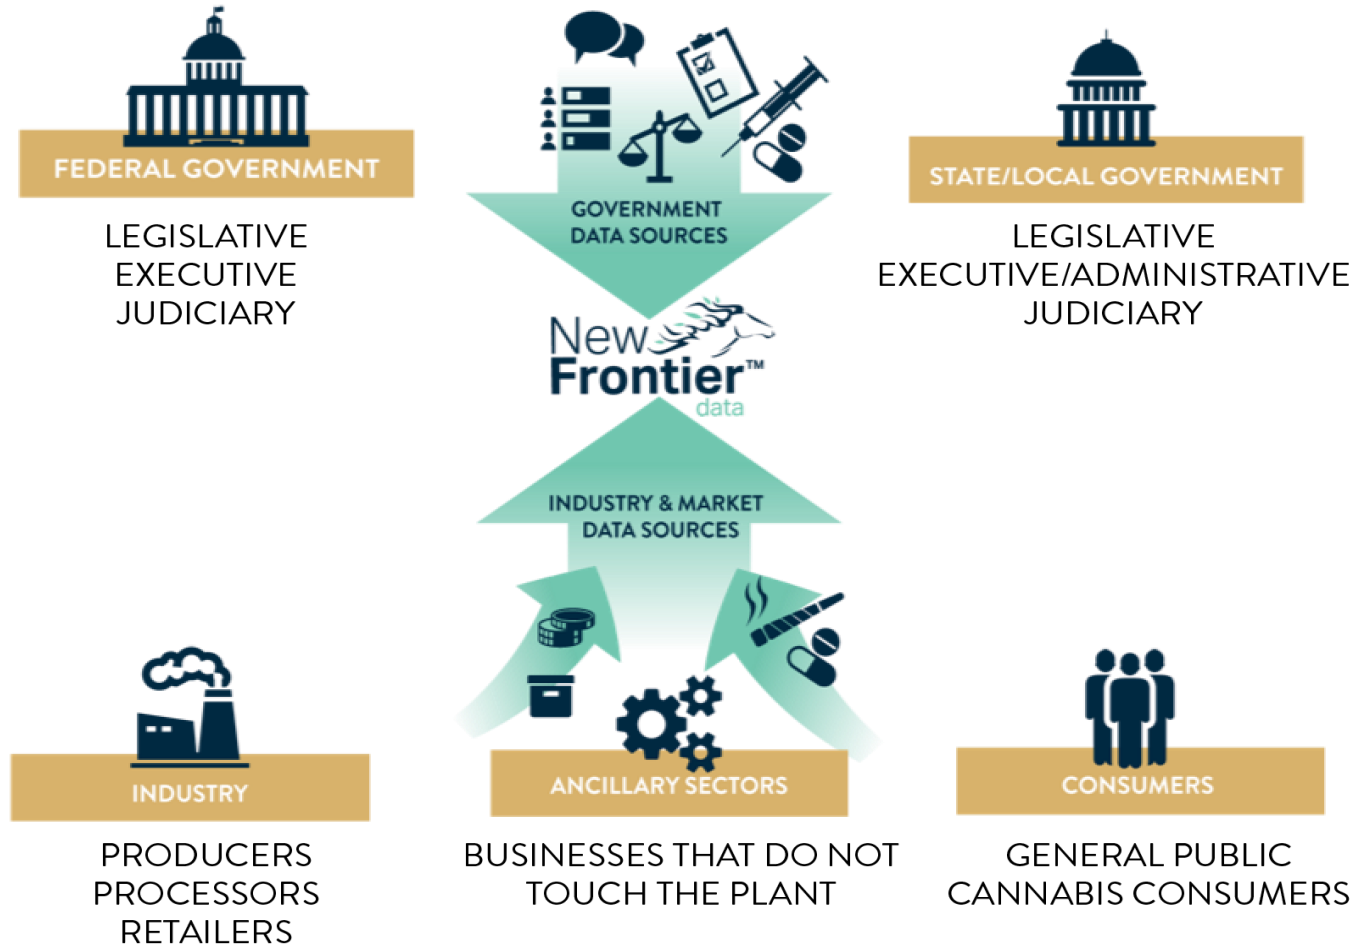 FEDERAL GOVERNMENT
LEGISLATIVE
EXECUTIVE
JUDICIARY
GOVERNMENT
DATA SOURCES
STATE/LOCAL GOVERNMENT
LEGISLATIVE
EXECUTIVE/ADMINISTRATIVE
JUDICIARY
New
Frontier™
data
INDUSTRY & MARKET
DATA SOURCES
INDUSTRY
PRODUCERS
PROCESSORS
RETAILERS
ANCILLARY SECTORS
BUSINESSES THAT DO NOT
TOUCH THE PLANT
CONSUMERS
GENERAL PUBLIC
CANNABIS CONSUMERS